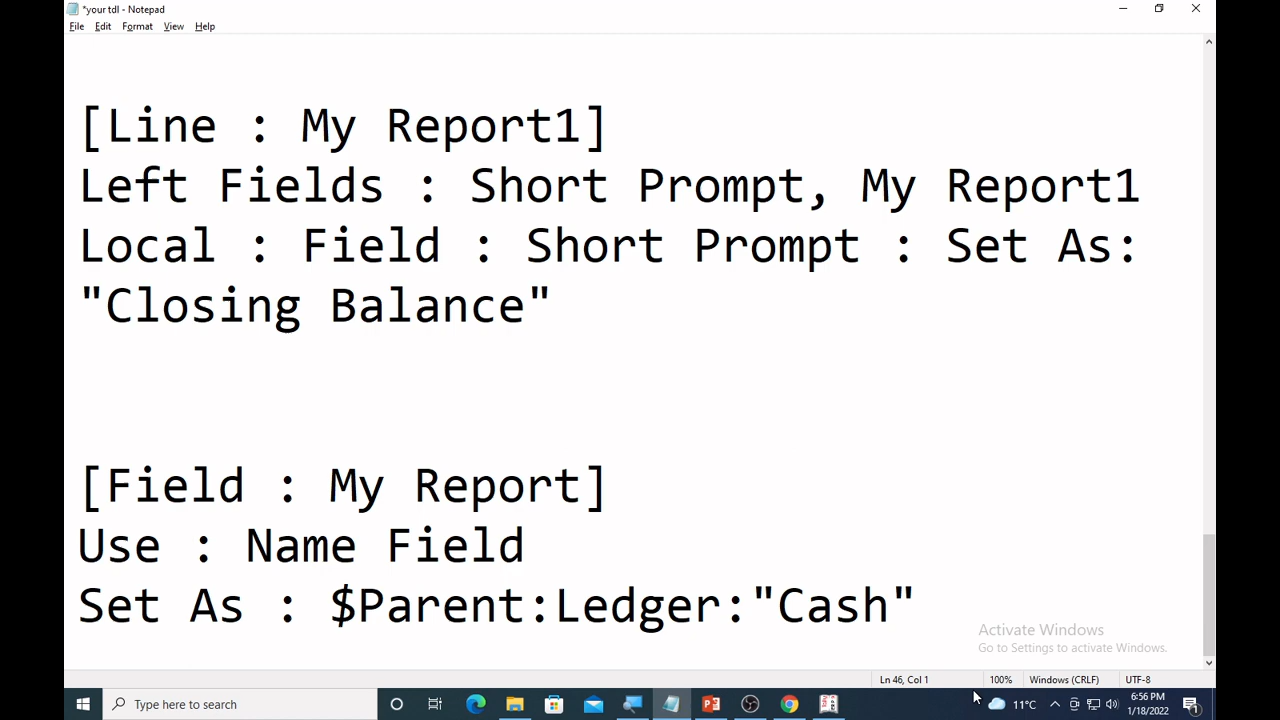 *your tdl - Notepad
File Edit Format View Help
[Line : My Report1]
Left Fields : Short Prompt, My Report1
Local : Field : Short Prompt : Set As:
"Closing Balance"
[Field : My Report]
Use : Name Field
Set As : $Parent:Ledger:"Cash"
Activate Windows
Go to Settings to activate Windows.
Ln 46, Col 1 100% Windows (CRLF) UTF-8
Type here to search
11°C
6:56 PM
1/18/2022
1